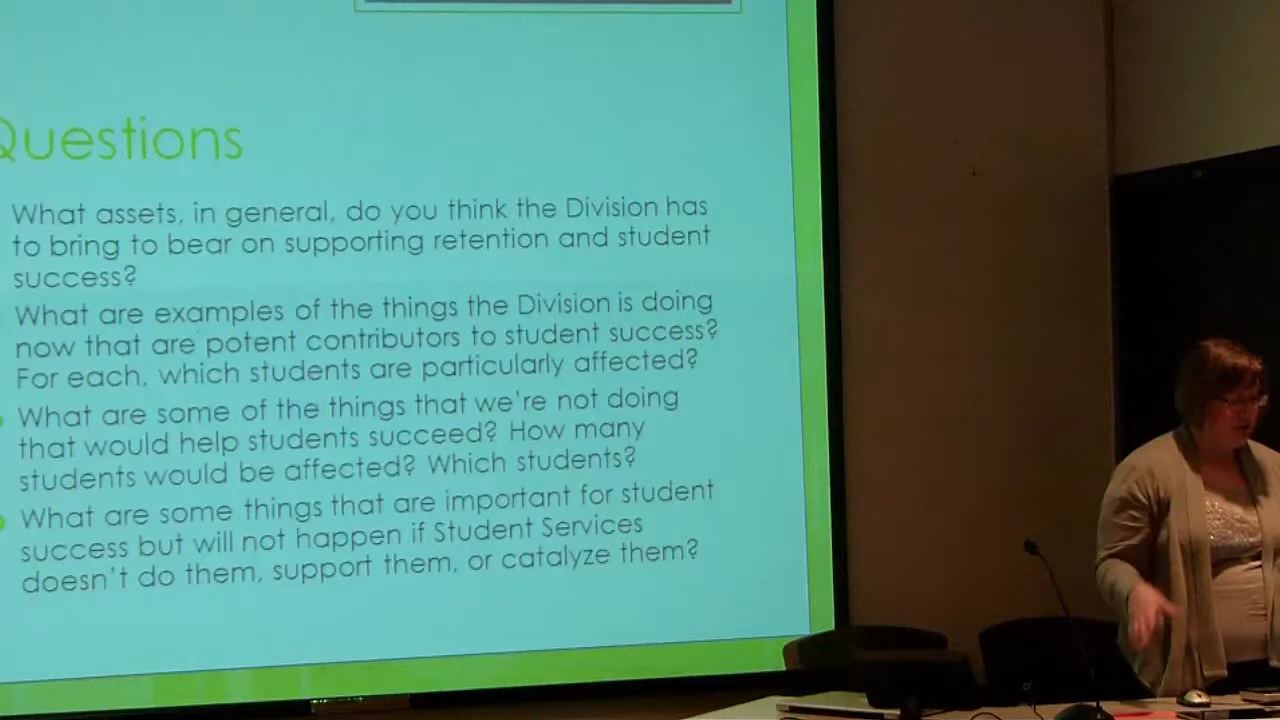 Questions
What assets, in general, do you think the Division has
to bring to bear on supporting retention and student
success?
What are examples of the things the Division is doing
now that are potent contributors to student success?
For each, which students are particularly affected?
What are some of the things that we're not doing
that would help students succeed? How many
students would be affected? Which students?
What are some things that are important for student
success but will not happen if Student Services
doesn't do them, support them, or catalyze them?